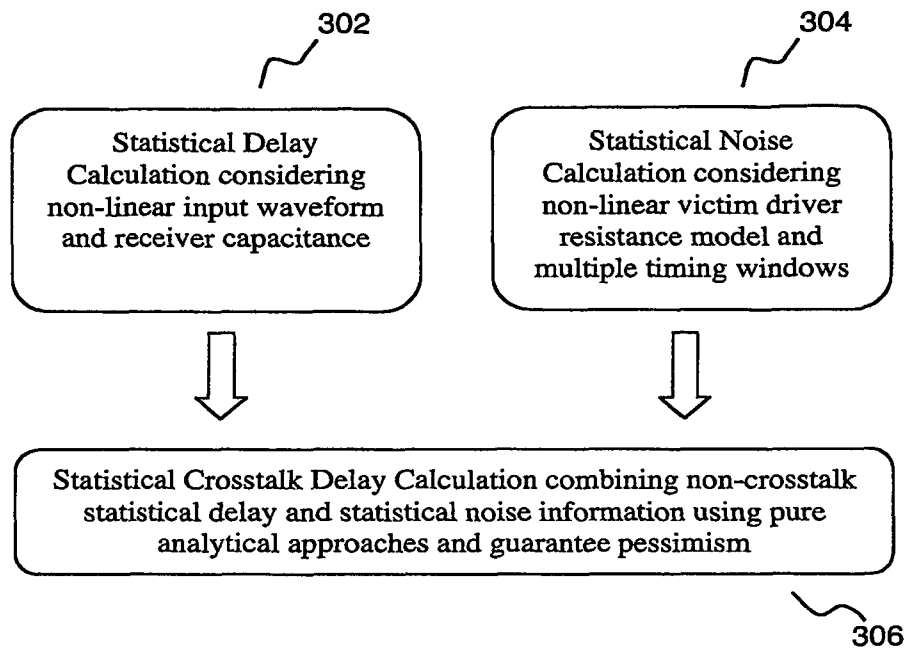 302
304
Statistical Delay
Calculation considering
non-linear input waveform
and receiver capacitance
Statistical Noise
Calculation considering
non-linear victim driver
resistance model and
multiple timing windows
Statistical Crosstalk Delay Calculation combining non-crosstalk
statistical delay and statistical noise information using pure
analytical approaches and guarantee pessimism
306